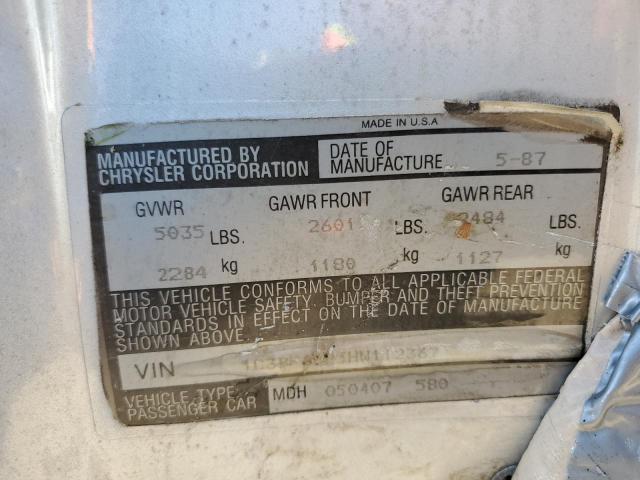 MADE IN U.S.A
MANUFACTURED BY
CHRYSLER CORPORATION
DATE OF
MANUFACTURE 5-87
GVWR GAWR FRONT GAWR REAR
5035 LBS. 2601 LBS. 2484 LBS.
2284 kg 1180 kg 1127 kg
THIS VEHICLE CONFORMS TO ALL APPLICABLE FEDERAL
MOTOR VEHICLE SAFETY, BUMPER AND THEFT PREVENTION
STANDARDS IN EFFECT ON THE DATE OF MANUFACTURE
SHOWN ABOVE.
VIN
VEHICLE TYPE:
PASSENGER CAR
MDH 050407 580